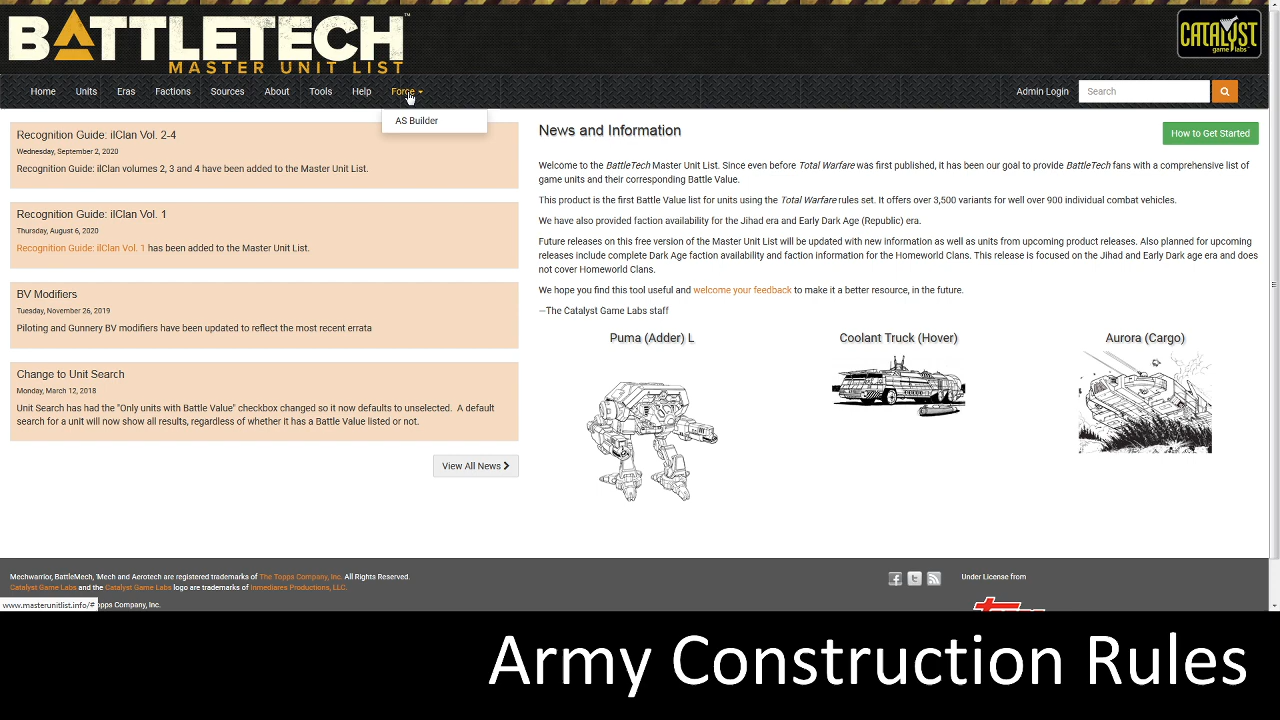 BATTLETECH™
MASTER UNIT LIST
CATALYST
game labs™
Home Units Eras Factions Sources About Tools Help Force Admin Login Search
AS Builder
Recognition Guide: ilClan Vol. 2-4
Wednesday, September 2, 2020
Recognition Guide: ilClan volumes 2, 3 and 4 have been added to the Master Unit List.
Recognition Guide: ilClan Vol. 1
Thursday, August 6, 2020
Recognition Guide: ilClan Vol. 1 has been added to the Master Unit List.
BV Modifiers
Tuesday, November 26, 2019
Piloting and Gunnery BV modifiers have been updated to reflect the most recent errata
Change to Unit Search
Monday, March 12, 2018
Unit Search has had the "Only units with Battle Value" checkbox changed so it now defaults to unselected. A default
search for a unit will now show all results, regardless of whether it has a Battle Value listed or not.
View All News
News and Information
How to Get Started
Welcome to the BattleTech Master Unit List. Since even before Total Warfare was first published, it has been our goal to provide BattleTech fans with a comprehensive list of
game units and their corresponding Battle Value.
This product is the first Battle Value list for units using the Total Warfare rules set. It offers over 3,500 variants for well over 900 individual combat vehicles.
We have also provided faction availability for the Jihad era and Early Dark Age (Republic) era.
Future releases on this free version of the Master Unit List will be updated with new information as well as units from upcoming product releases. Also planned for upcoming
releases include complete Dark Age faction availability and faction information for the Homeworld Clans. This release is focused on the Jihad and Early Dark age era and does
not cover Homeworld Clans.
We hope you find this tool useful and welcome your feedback to make it a better resource, in the future.
—The Catalyst Game Labs staff
Puma (Adder) L Coolant Truck (Hover) Aurora (Cargo)
Mechwarrior, BattleMech, 'Mech and Aerotech are registered trademarks of The Topps Company, Inc. All Rights Reserved.
Catalyst Game Labs and the Catalyst Game Labs logo are trademarks of Inmediares Productions, LLC.
www.masterunitlist.info/# opps Company, Inc.
Under License from
Army Construction Rules